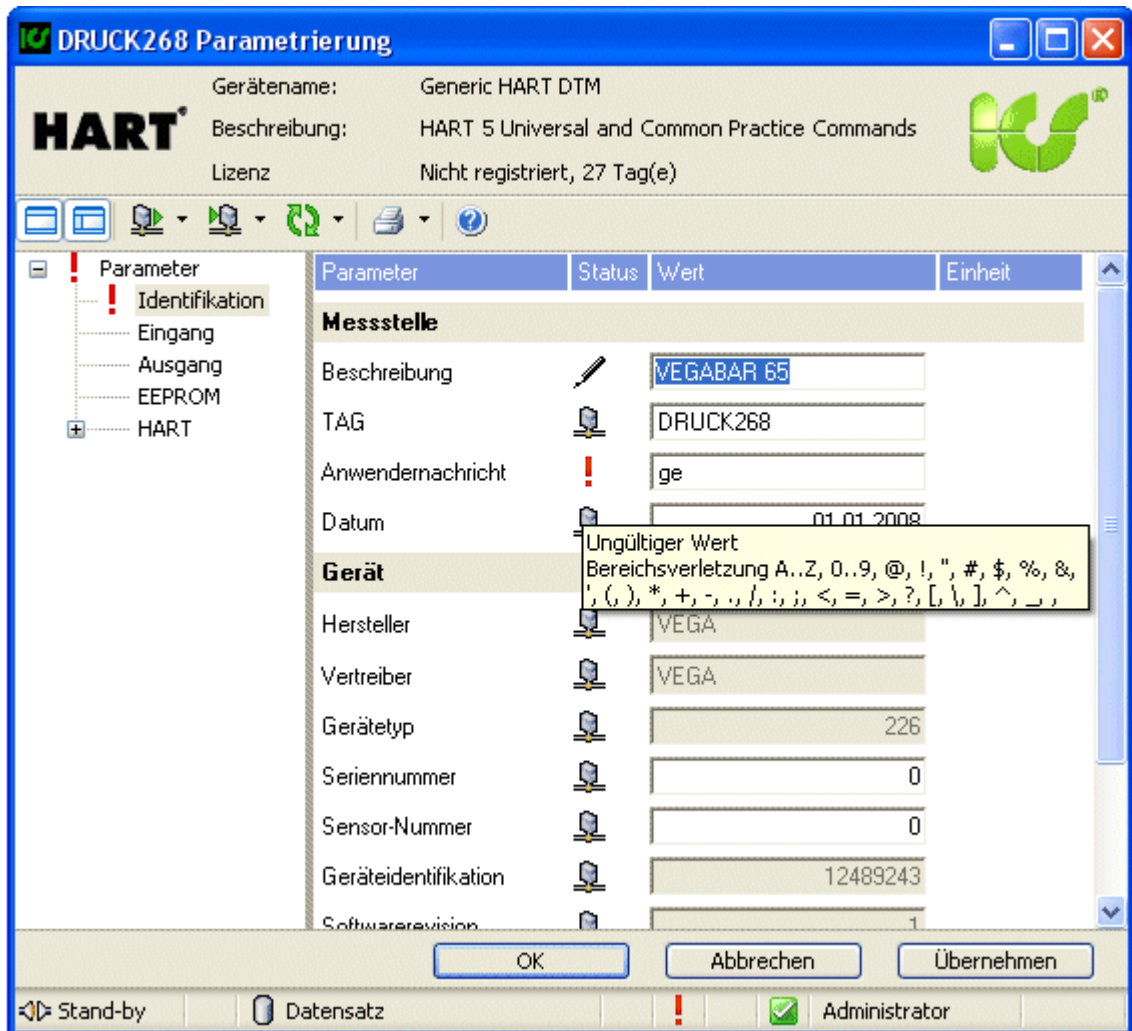 DRUCK268 Parametrierung
HART®
Gerätename: Generic HART DTM
Beschreibung: HART 5 Universal and Common Practice Commands
Lizenz Nicht registriert, 27 Tag(e)
®
Parameter
Identifikation
Eingang
Ausgang
EEPROM
HART
Parameter Status Wert Einheit
Messstelle
Beschreibung VEGABAR 65
TAG DRUCK268
Anwendernachricht ge
Datum 01.01.2008
Ungültiger Wert
Bereichsverletzung A..Z, 0..9, @, !, ", #, $, %, &,
', (, ), *, +, -, ., /, :, ;, <, =, >, ?, [, \, ], ^, _, ,
Gerät
Hersteller VEGA
Vertreiber VEGA
Gerätetyp 226
Seriennummer 0
Sensor-Nummer 0
Geräteidentifikation 12489243
Softwarerevision 1
OK Abbrechen Übernehmen
Stand-by Datensatz Administrator